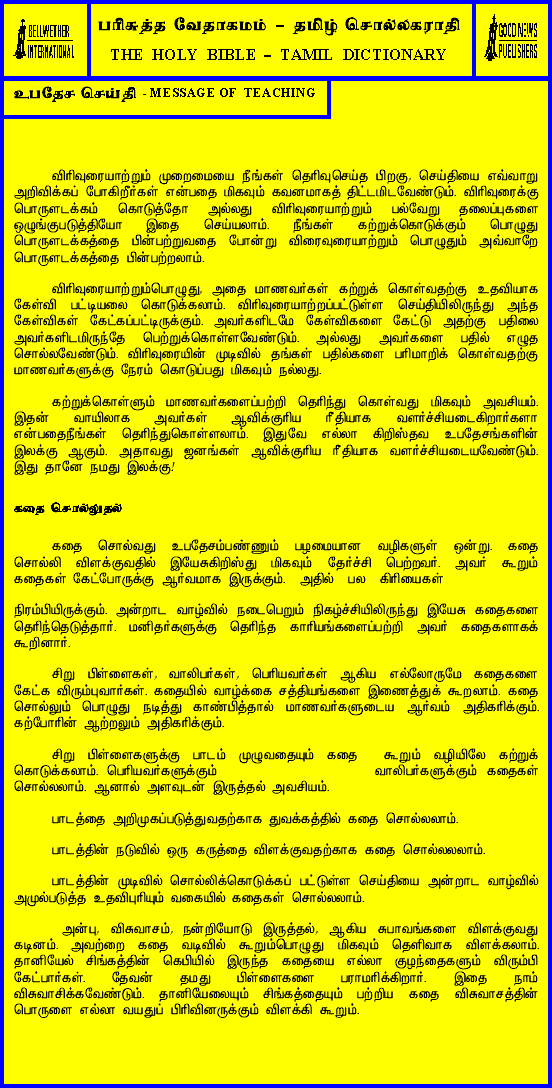 BELLWETHER
INTERNATIONAL
பரிசுத்த வேதாகமம் – தமிழ் சொல்லகராதி
THE HOLY BIBLE – TAMIL DICTIONARY
GOOD NEWS
PUBLISHERS
உபதேச செய்தி - MESSAGE OF TEACHING
விரிவுரையாற்றும் முறைமையை நீங்கள் தெரிவுசெய்த பிறகு, செய்தியை எவ்வாறு
அறிவிக்கப் போகிறீர்கள் என்பதை மிகவும் கவனமாகத் திட்டமிடவேண்டும். விரிவுரைக்கு
பொருளடக்கம் கொடுத்தோ அல்லது விரிவுரையாற்றும் பல்வேறு தலைப்புகளை
ஒழுங்குபடுத்தியோ இதை செய்யலாம். நீங்கள் கற்றுக்கொடுக்கும் பொழுது
பொருளடக்கத்தை பின்பற்றுவதை போன்று விரைவுரையாற்றும் பொழுதும் அவ்வாறே
பொருளடக்கத்தை பின்பற்றலாம்.
விரிவுரையாற்றும்பொழுது, அதை மாணவர்கள் கற்றுக் கொள்வதற்கு உதவியாக
கேள்வி பட்டியலை கொடுக்கலாம். விரிவுரையாற்றப்பட்டுள்ள செய்தியிலிருந்து அந்த
கேள்விகள் கேட்கப்பட்டிருக்கும். அவர்களிடமே கேள்விகளை கேட்டு அதற்கு பதிலை
அவர்களிடமிருந்தே பெற்றுக்கொள்ளவேண்டும். அல்லது அவர்களை பதில் எழுத
சொல்லவேண்டும். விரிவுரையின் முடிவில் தங்கள் பதில்களை பரிமாறிக் கொள்வதற்கு
மாணவர்களுக்கு நேரம் கொடுப்பது மிகவும் நல்லது.
கற்றுக்கொள்ளும் மாணவர்களைப்பற்றி தெரிந்து கொள்வது மிகவும் அவசியம்.
இதன் வாயிலாக அவர்கள் ஆவிக்குரிய ரீதியாக வளர்ச்சியடைகிறார்களா
என்பதைநீங்கள் தெரிந்துகொள்ளலாம். இதுவே எல்லா கிறிஸ்தவ உபதேசங்களின்
இலக்கு ஆகும். அதாவது ஜனங்கள் ஆவிக்குரிய ரீதியாக வளர்ச்சியடையவேண்டும்.
இது தானே நமது இலக்கு!
கதை சொல்லுதல்
கதை சொல்வது உபதேசம்பண்ணும் பழமையான வழிகளுள் ஒன்று. கதை
சொல்லி விளக்குவதில் இயேசுகிறிஸ்து மிகவும் தேர்ச்சி பெற்றவர். அவர் கூறும்
கதைகள் கேட்போருக்கு ஆர்வமாக இருக்கும். அதில் பல கிரியைகள்
நிரம்பியிருக்கும். அன்றாட வாழ்வில் நடைபெறும் நிகழ்ச்சியிலிருந்து இயேசு கதைகளை
தெரிந்தெடுத்தார். மனிதர்களுக்கு தெரிந்த காரியங்களைப்பற்றி அவர் கதைகளாகக்
கூறினார்.
சிறு பிள்ளைகள், வாலிபர்கள், பெரியவர்கள் ஆகிய எல்லோருமே கதைகளை
கேட்க விரும்புவார்கள். கதையில் வாழ்க்கை சத்தியங்களை இணைத்துக் கூறலாம். கதை
சொல்லும் பொழுது நடித்து காண்பித்தால் மாணவர்களுடைய ஆர்வம் அதிகரிக்கும்.
கற்போரின் ஆற்றலும் அதிகரிக்கும்.
சிறு பிள்ளைகளுக்கு பாடம் முழுவதையும் கதை கூறும் வழியிலே கற்றுக்
கொடுக்கலாம். பெரியவர்களுக்கும் வாலிபர்களுக்கும் கதைகள்
சொல்லலாம். ஆனால் அளவுடன் இருத்தல் அவசியம்.
பாடத்தை அறிமுகப்படுத்துவதற்காக துவக்கத்தில் கதை சொல்லலாம்.
பாடத்தின் நடுவில் ஒரு கருத்தை விளக்குவதற்காக கதை சொல்லலலாம்.
பாடத்தின் முடிவில் சொல்லிக்கொடுக்கப் பட்டுள்ள செய்தியை அன்றாட வாழ்வில்
அமுல்படுத்த உதவிபுரியும் வகையில் கதைகள் சொல்லலாம்.
அன்பு, விசுவாசம், நன்றியோடு இருத்தல், ஆகிய சுபாவங்களை விளக்குவது
கடினம். அவற்றை கதை வடிவில் கூறும்பொழுது மிகவும் தெளிவாக விளக்கலாம்.
தானியேல் சிங்கத்தின் கெபியில் இருந்த கதையை எல்லா குழந்தைகளும் விரும்பி
கேட்பார்கள். தேவன் தமது பிள்ளைகளை பராமரிக்கிறார். இதை நாம்
விசுவாசிக்கவேண்டும். தானியேலையும் சிங்கத்தையும் பற்றிய கதை விசுவாசத்தின்
பொருளை எல்லா வயதுப் பிரிவினருக்கும் விளக்கி கூறும்.